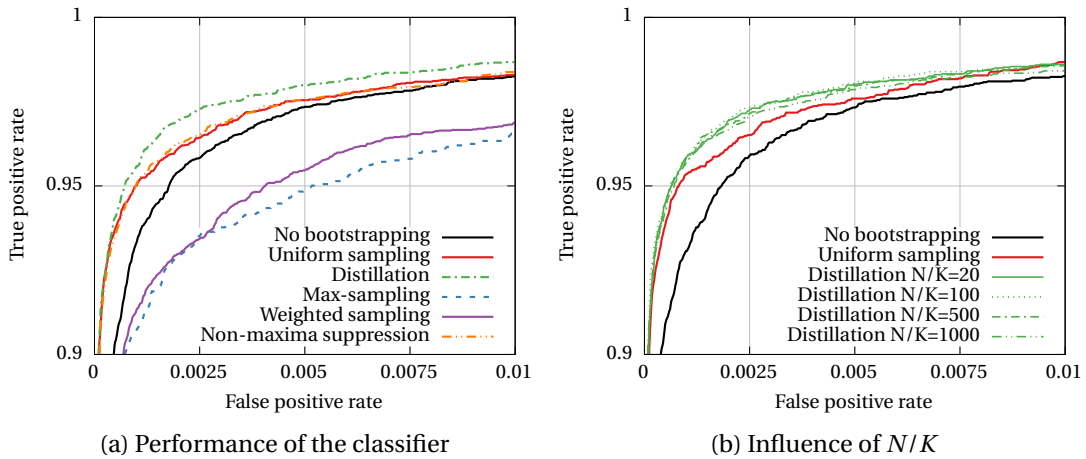 1
0.95
0.9
True positive rate
No bootstrapping
Uniform sampling
Distillation
Max-sampling
Weighted sampling
Non-maxima suppression
0 0.0025 0.005 0.0075 0.01
False positive rate
(a) Performance of the classifier
1
0.95
0.9
True positive rate
No bootstrapping
Uniform sampling
Distillation N/K=20
Distillation N/K=100
Distillation N/K=500
Distillation N/K=1000
0 0.0025 0.005 0.0075 0.01
False positive rate
(b) Influence of N/K